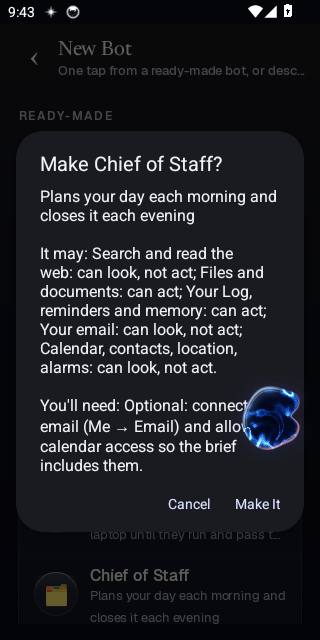 9:43
New Bot
One tap from a ready-made bot, or desc...
READY-MADE
Make Chief of Staff?
Plans your day each morning and
closes it each evening
It may: Search and read the
web: can look, not act; Files and
documents: can act; Your Log,
reminders and memory: can act;
Your email: can look, not act;
Calendar, contacts, location,
alarms: can look, not act.
You'll need: Optional: connect
email (Me → Email) and allow
calendar access so the brief
includes them.
Cancel Make It
laptop until they run and pass t...
Chief of Staff
Plans your day each morning and
closes it each evening